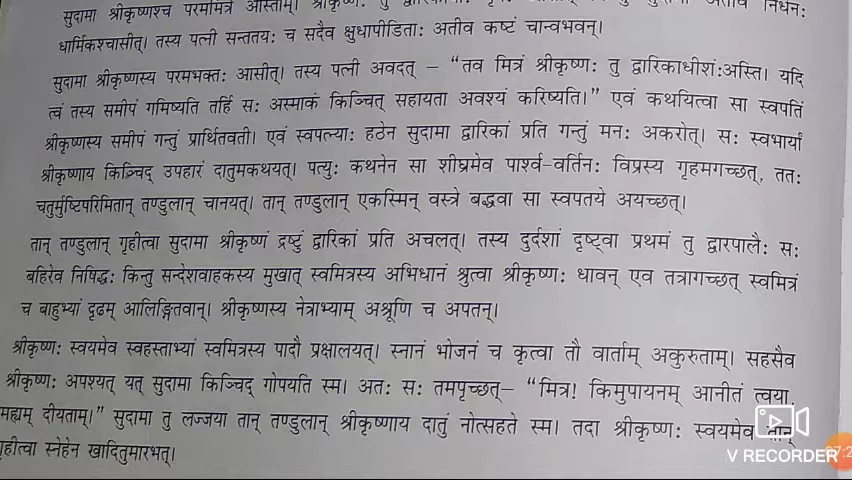 सुदामा श्रीकृष्णश्च परममित्रे आस्ताम्। श्रीकृष्णः तु अतीव निर्धनः
धार्मिकश्चासीत्। तस्य पत्नी सन्ततयः च सदैव क्षुधापीडिताः अतीव कष्टं चान्वभवन्।
सुदामा श्रीकृष्णस्य परमभक्तः आसीत्। तस्य पत्नी अवदत् – “तव मित्रं श्रीकृष्णः तु द्वारिकाधीशंःअस्ति। यदि
त्वं तस्य समीपं गमिष्यति तर्हि सः अस्माकं किञ्चित् सहायता अवश्यं करिष्यति।” एवं कथयित्वा सा स्वपतिं
श्रीकृष्णस्य समीपं गन्तुं प्रार्थितवती। एवं स्वपत्न्याः हठेन सुदामा द्वारिकां प्रति गन्तुं मनः अकरोत्। सः स्वभार्यां
श्रीकृष्णाय किञ्चिद् उपहारं दातुमकथयत्। पत्युः कथनेन सा शीघ्रमेव पार्श्व-वर्तिनः विप्रस्य गृहमगच्छत्, ततः
चतुर्मुष्टिपरिमितान् तण्डुलान् चानयत्। तान् तण्डुलान् एकस्मिन् वस्त्रे बद्धवा सा स्वपतये अयच्छत्।
तान् तण्डुलान् गृहीत्वा सुदामा श्रीकृष्णं द्रष्टुं द्वारिकां प्रति अचलत्। तस्य दुर्दशां दृष्ट्वा प्रथमं तु द्वारपालैः सः
बहिरेव निषिद्धः किन्तु सन्देशवाहकस्य मुखात् स्वमित्रस्य अभिधानं श्रुत्वा श्रीकृष्णः धावन् एव तत्रागच्छत् स्वमित्रं
च बाहुभ्यां दृढम् आलिङ्गितवान्। श्रीकृष्णस्य नेत्राभ्याम् अश्रूणि च अपतन्।
श्रीकृष्णः स्वयमेव स्वहस्ताभ्यां स्वमित्रस्य पादौ प्रक्षालयत्। स्नानं भोजनं च कृत्वा तौ वार्ताम् अकुरुताम्। सहसैव
श्रीकृष्णः अपश्यत् यत् सुदामा किञ्चिद् गोपयति स्म। अतः सः तमपृच्छत्– “मित्र! किमुपायनम् आनीतं त्वया,
मह्यम् दीयताम्।” सुदामा तु लज्जया तान् तण्डुलान् श्रीकृष्णाय दातुं नोत्सहते स्म। तदा श्रीकृष्णः स्वयमेव तान्
गृहीत्वा स्नेहेन खादितुमारभत्।
V RECORDER